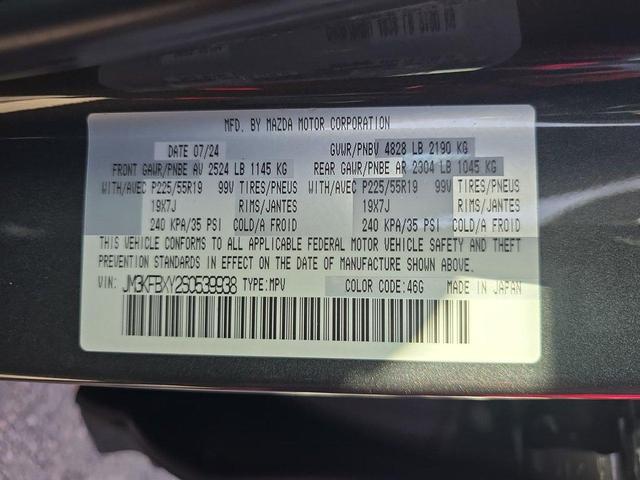 MFD. BY MAZDA MOTOR CORPORATION
DATE 07/24 GVWR/PNBV 4828 LB 2190 KG
FRONT GAWR/PNBE AV 2524 LB 1145 KG REAR GAWR/PNBE AR 2304 LB 1045 KG
WITH/AVEC P225/55R19 99V TIRES/PNEUS WITH/AVEC P225/55R19 99V TIRES/PNEUS
19X7J RIMS/JANTES 19X7J RIMS/JANTES
240 KPA/35 PSI COLD/A FROID 240 KPA/35 PSI COLD/A FROID
THIS VEHICLE CONFORMS TO ALL APPLICABLE FEDERAL MOTOR VEHICLE SAFETY AND THEFT
PREVENTION STANDARDS IN EFFECT ON THE DATE OF MANUFACTURE SHOWN ABOVE.
VIN: JM3KFBXY2S0539938 TYPE:MPV COLOR CODE:46G MADE IN JAPAN